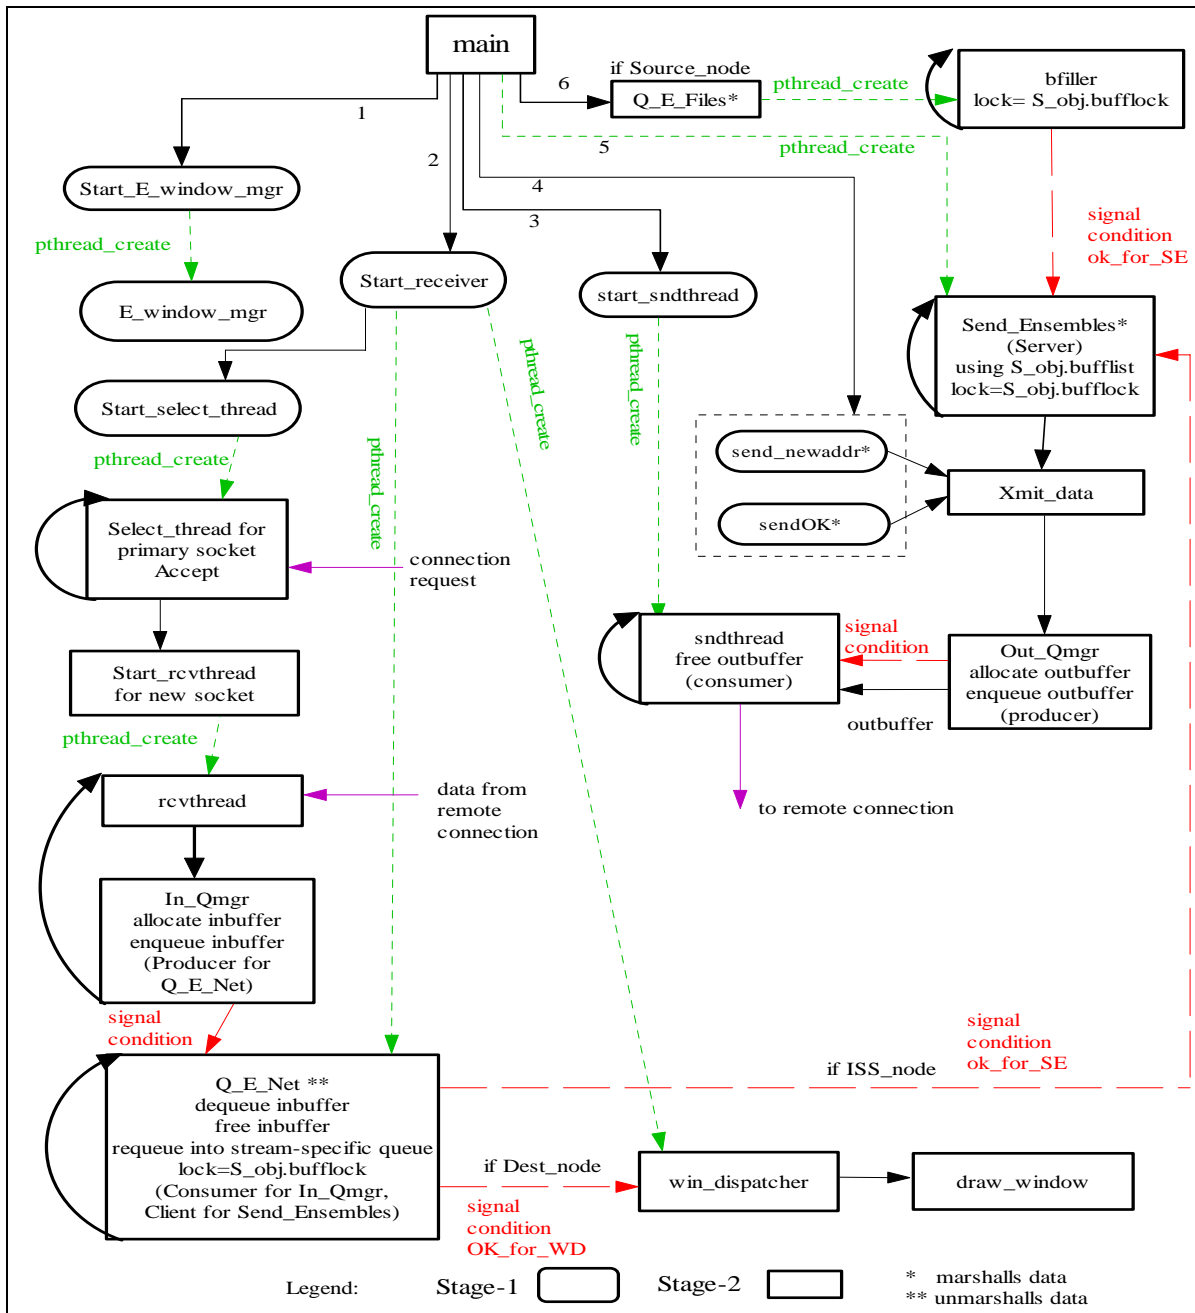 main
if Source_node
6
Q_E_Files*
pthread_create
bfiller
lock= S_obj.bufflock
1
2
5
pthread_create
4
3
Start_E_window_mgr
pthread_create
signal
condition
ok_for_SE
Start_receiver
start_sndthread
E_window_mgr
Send_Ensembles*
(Server)
using S_obj.bufflist
lock=S_obj.bufflock
pthread_create
pthread_create
pthread_create
Start_select_thread
pthread_create
send_newaddr*
Xmit_data
sendOK*
Select_thread for
primary socket
Accept
connection
request
sndthread
free outbuffer
(consumer)
signal
condition
Out_Qmgr
allocate outbuffer
enqueue outbuffer
(producer)
outbuffer
Start_rcvthread
for new socket
pthread_create
rcvthread
data from
remote
connection
to remote connection
In_Qmgr
allocate inbuffer
enqueue inbuffer
(Producer for
Q_E_Net)
signal
condition
signal
condition
ok_for_SE
if ISS_node
Q_E_Net **
dequeue inbuffer
free inbuffer
requeue into stream-specific queue
lock=S_obj.bufflock
(Consumer for In_Qmgr,
Client for Send_Ensembles)
if Dest_node
signal
condition
OK_for_WD
win_dispatcher
draw_window
Legend:
Stage-1
Stage-2
* marshalls data
** unmarshalls data